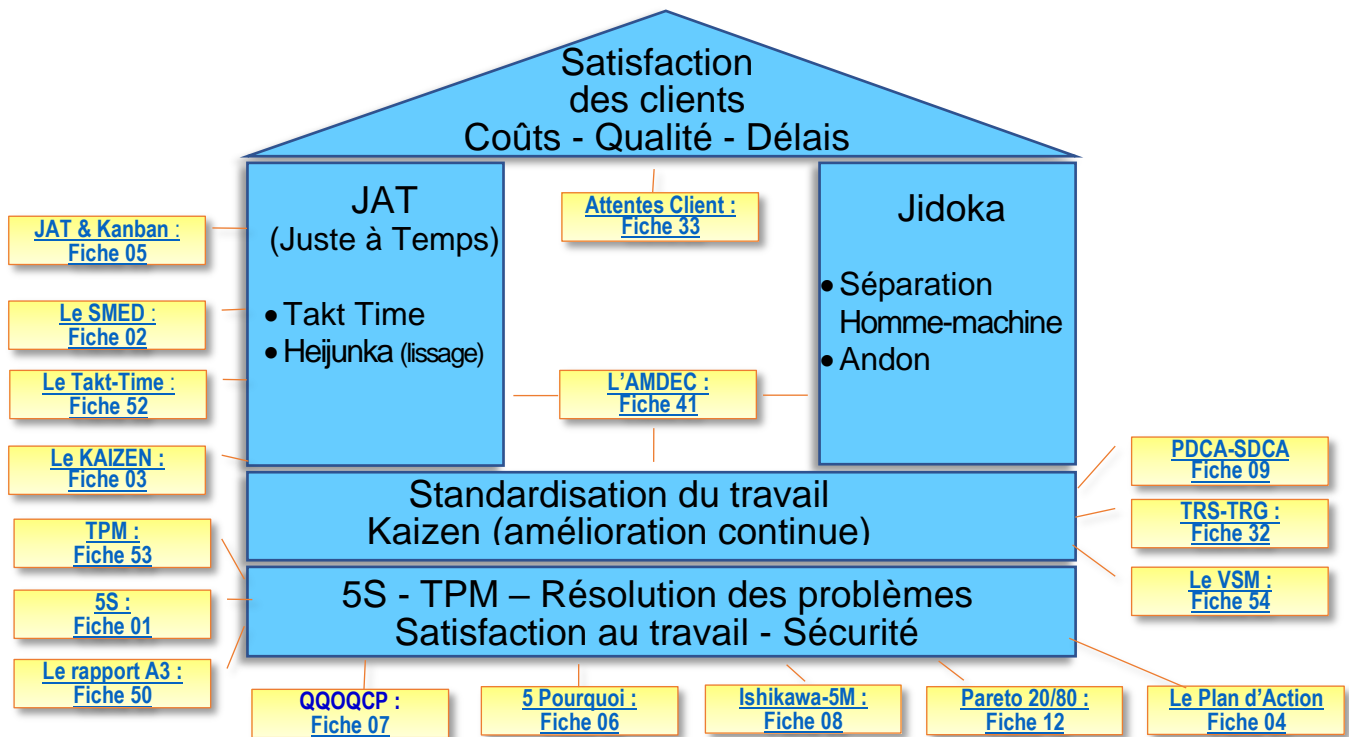 Satisfaction
des clients
Coûts - Qualité - Délais
JAT
(Juste à Temps)
• Takt Time
• Heijunka (lissage)
Attentes Client :
Fiche 33
Jidoka
• Séparation
Homme-machine
• Andon
JAT & Kanban :
Fiche 05
Le SMED :
Fiche 02
Le Takt-Time :
Fiche 52
Le KAIZEN :
Fiche 03
L'AMDEC :
Fiche 41
Standardisation du travail
Kaizen (amélioration continue)
PDCA-SDCA
Fiche 09
TRS-TRG :
Fiche 32
Le VSM :
Fiche 54
TPM :
Fiche 53
5S :
Fiche 01
Le rapport A3 :
Fiche 50
5S - TPM – Résolution des problèmes
Satisfaction au travail - Sécurité
QQOQCP :
Fiche 07
5 Pourquoi :
Fiche 06
Ishikawa-5M :
Fiche 08
Pareto 20/80 :
Fiche 12
Le Plan d'Action
Fiche 04